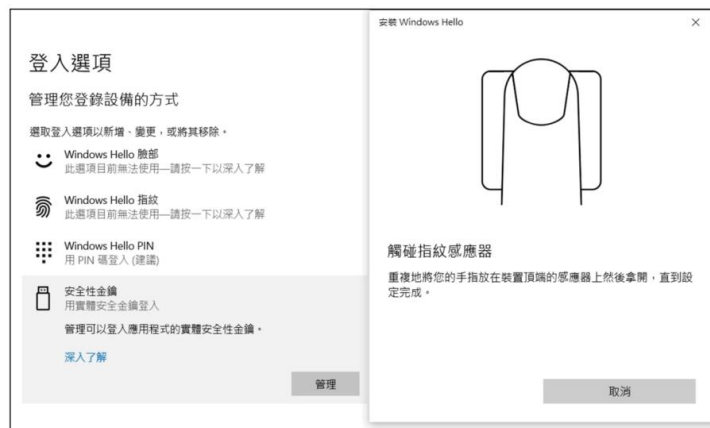 登入選項
管理您登錄設備的方式
選取登入選項以新增、變更，或將其移除。
Windows Hello 臉部
此選項目前無法使用—請按一下以深入了解
Windows Hello 指紋
此選項目前無法使用—請按一下以深入了解
Windows Hello PIN
用 PIN 碼登入 (建議)
安全性金鑰
用實體安全金鑰登入
管理可以登入應用程式的實體安全性金鑰。
深入了解
管理
安裝 Windows Hello
觸碰指紋感應器
重複地將您的手指放在裝置頂端的感應器上然後拿開，直到設
定完成。
取消